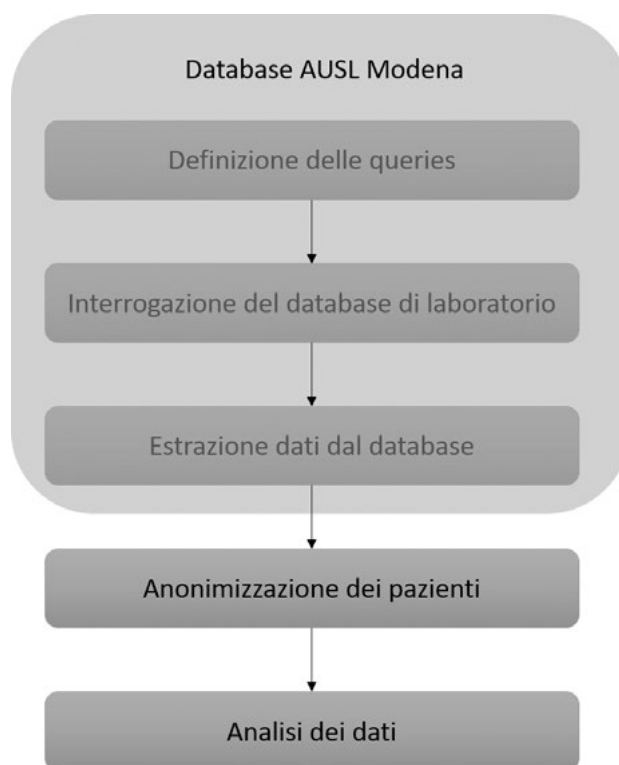 Database AUSL Modena
Definizione delle queries
Interrogazione del database di laboratorio
Estrazione dati dal database
Anonimizzazione dei pazienti
Analisi dei dati